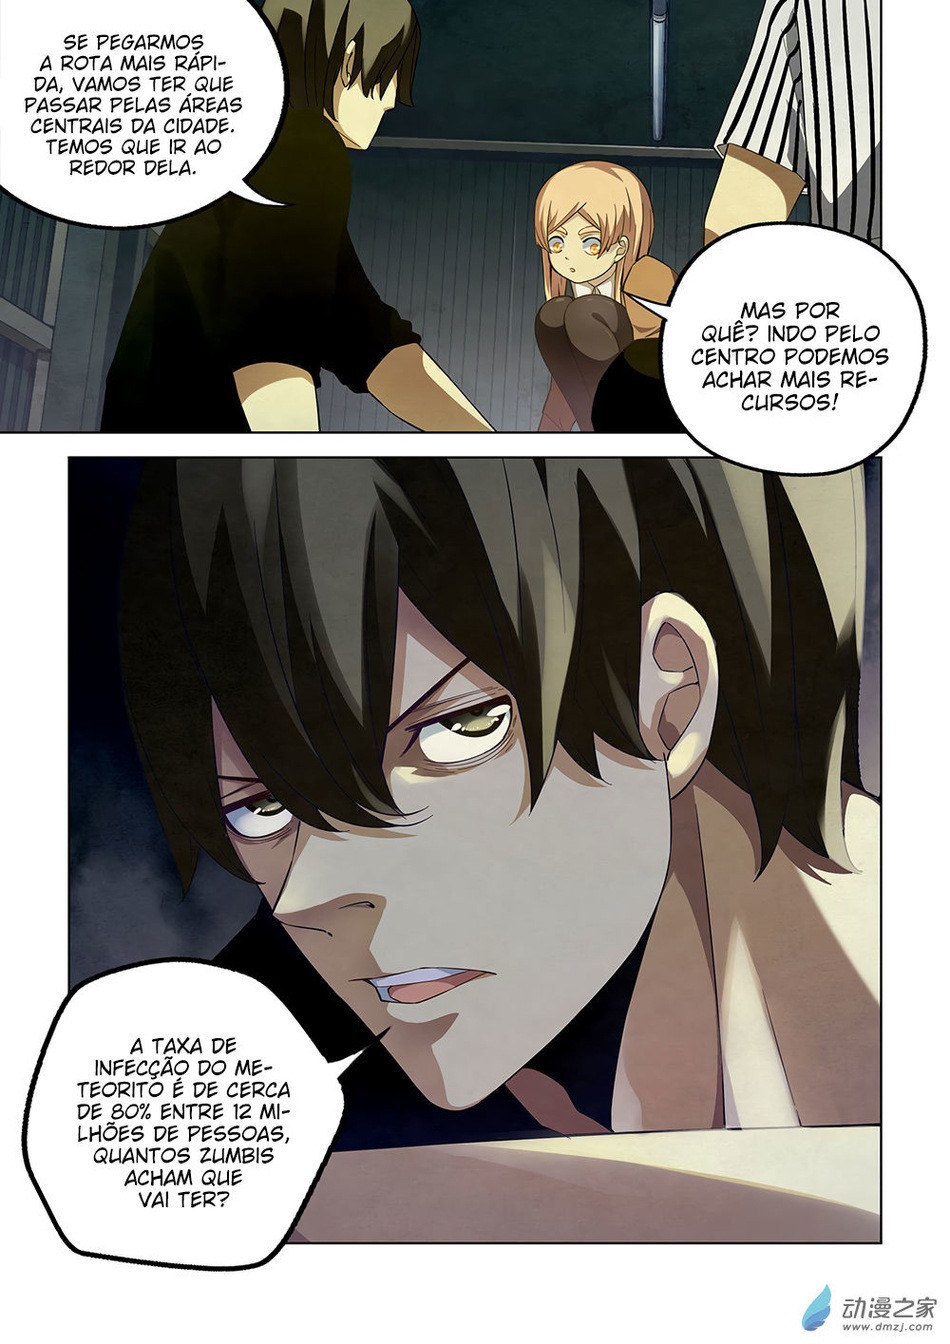 SE PEGARMOS
A ROTA MAIS RÁPI-
DA, VAMOS TER QUE
PASSAR PELAS ÁREAS
CENTRAIS DA CIDADE.
TEMOS QUE IR AO
REDOR DELA.
MAS POR
QUÊ? INDO PELO
CENTRO PODEMOS
ACHAR MAIS RE-
CURSOS!
A TAXA DE
INFECÇÃO DO ME-
TEORITO É DE CERCA
DE 80% ENTRE 12 MI-
LHÕES DE PESSOAS,
QUANTOS ZUMBIS
ACHAM QUE
VAI TER?
动漫之家
www.dmzj.com